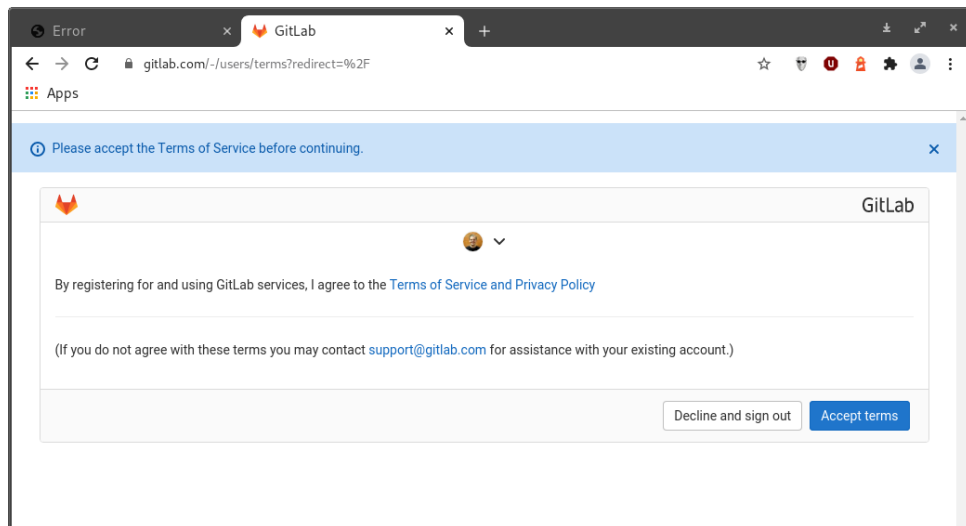 Error
GitLab
gitlab.com/-/users/terms?redirect=%2F
Apps
Please accept the Terms of Service before continuing.
GitLab
By registering for and using GitLab services, I agree to the Terms of Service and Privacy Policy
(If you do not agree with these terms you may contact support@gitlab.com for assistance with your existing account.)
Decline and sign out
Accept terms